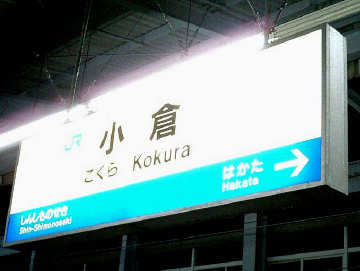 JR 小倉
こくら Kokura
しんしものせき はかた
Shin-Shimonoseki Hakata